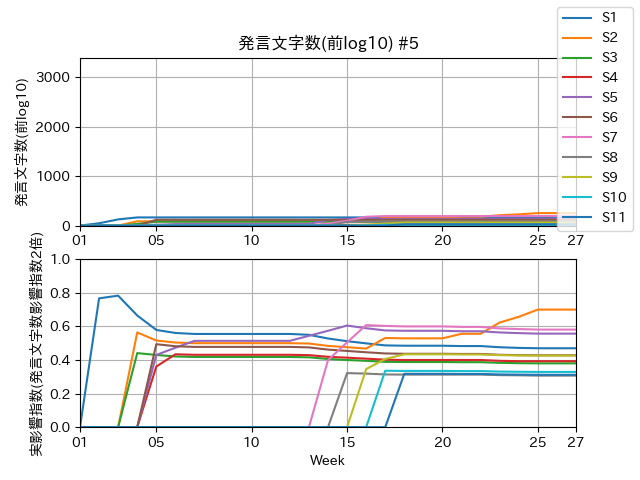 発言文字数(前log10) #5
発言文字数(前log10)
3000
2000
1000
0
01 05 10 15 20 25 27
S1
S2
S3
S4
S5
S6
S7
S8
S9
S10
S11
実影響指数(発言文字数影響指数2倍)
1.0
0.8
0.6
0.4
0.2
0.0
01 05 10 15 20 25 27
Week